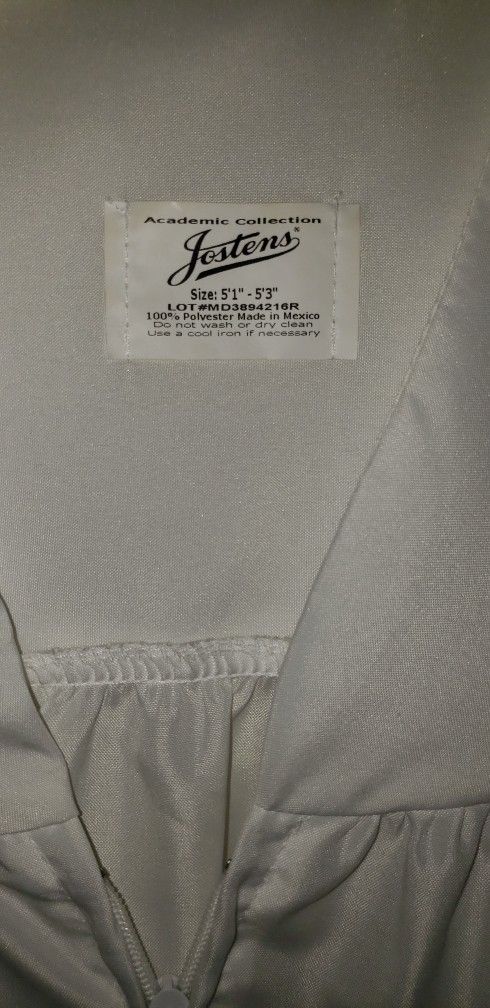 Academic Collection
Jostens®
Size: 5'1" - 5'3"
LOT#MD3894216R
100% Polyester Made in Mexico
Do not wash or dry clean
Use a cool iron if necessary